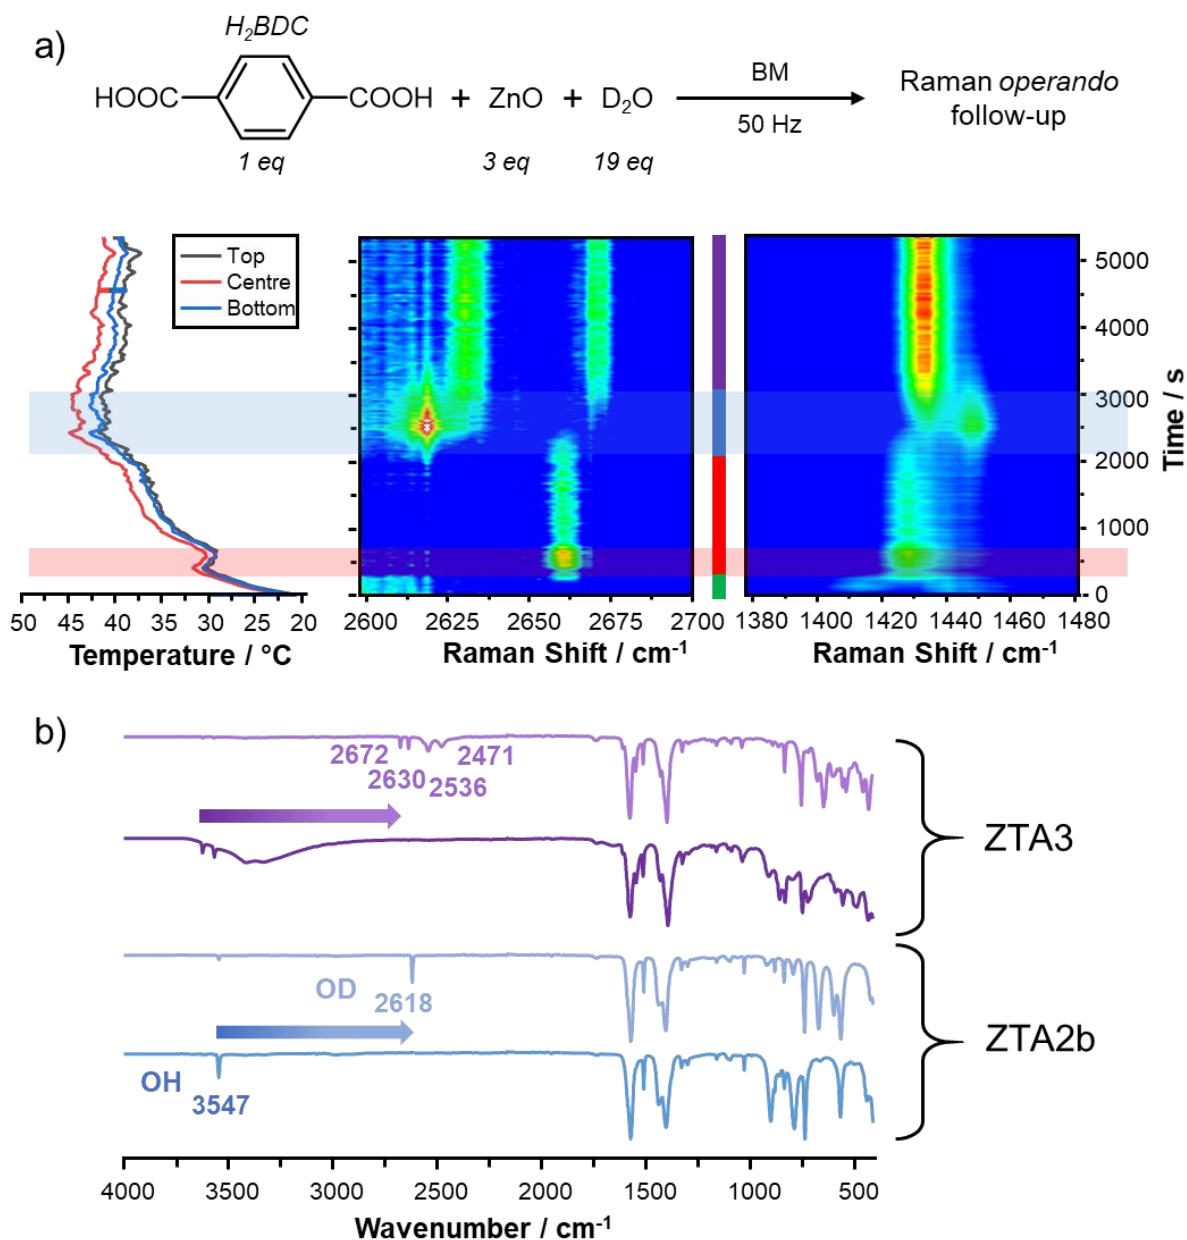 a)
H₂BDC
HOOC COOH + ZnO + D₂O
BM
50 Hz
Raman operando
follow-up
1 eq
3 eq
19 eq
Top
Centre
Bottom
5000
4000
3000
2000
1000
0
Time / s
50 45 40 35 30 25 20
Temperature / °C
2600 2625 2650 2675 2700
Raman Shift / cm⁻¹
1380 1400 1420 1440 1460 1480
Raman Shift / cm⁻¹
b)
2672
2630
2536
2471
ZTA3
OD
2618
OH
3547
ZTA2b
4000 3500 3000 2500 2000 1500 1000 500
Wavenumber / cm⁻¹